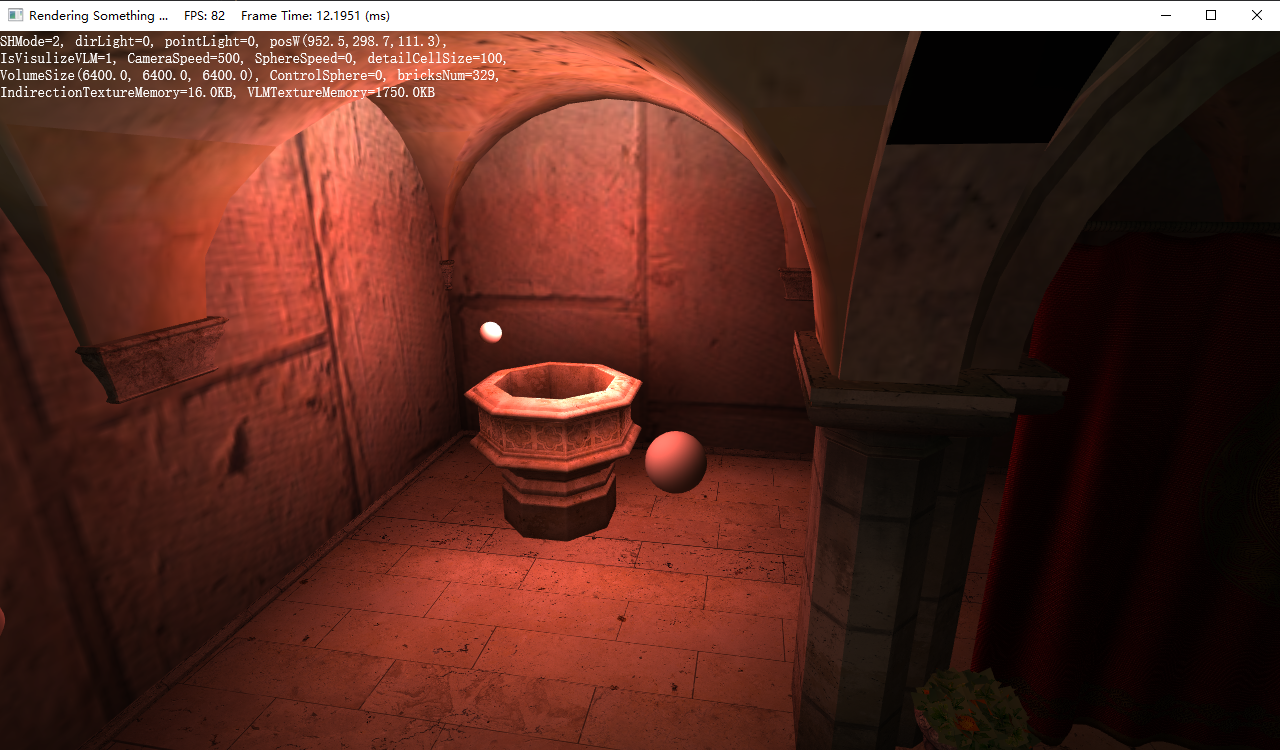 Rendering Something ... FPS: 82 Frame Time: 12.1951 (ms)
SHMode=2, dirLight=0, pointLight=0, posW(952.5,298.7,111.3),
IsVisulizeVLM=1, CameraSpeed=500, SphereSpeed=0, detailCellSize=100,
VolumeSize(6400.0, 6400.0, 6400.0), ControlSphere=0, bricksNum=329,
IndirectionTextureMemory=16.0KB, VLMTextureMemory=1750.0KB